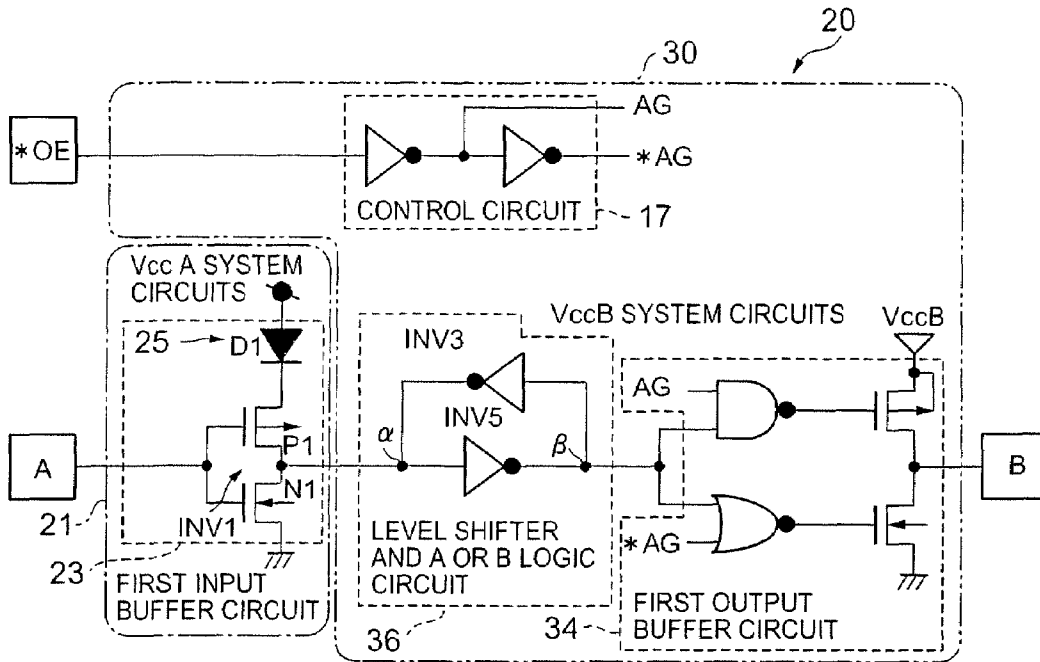 20
30
AG
*OE
*AG
CONTROL CIRCUIT
17
Vcc A SYSTEM
CIRCUITS
VccB SYSTEM CIRCUITS
VccB
25
D1
INV3
AG
INV5
P1
α
β
A
B
N1
21
INV1
23
LEVEL SHIFTER
AND A OR B LOGIC
CIRCUIT
*AG
FIRST INPUT
BUFFER CIRCUIT
FIRST OUTPUT
BUFFER CIRCUIT
36
34